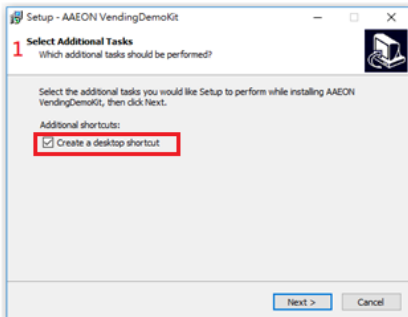 Setup - AAEON VendingDemoKit
1
Select Additional Tasks
Which additional tasks should be performed?
Select the additional tasks you would like Setup to perform while installing AAEON
VendingDemoKit, then click Next.
Additional shortcuts:
Create a desktop shortcut
Next >
Cancel